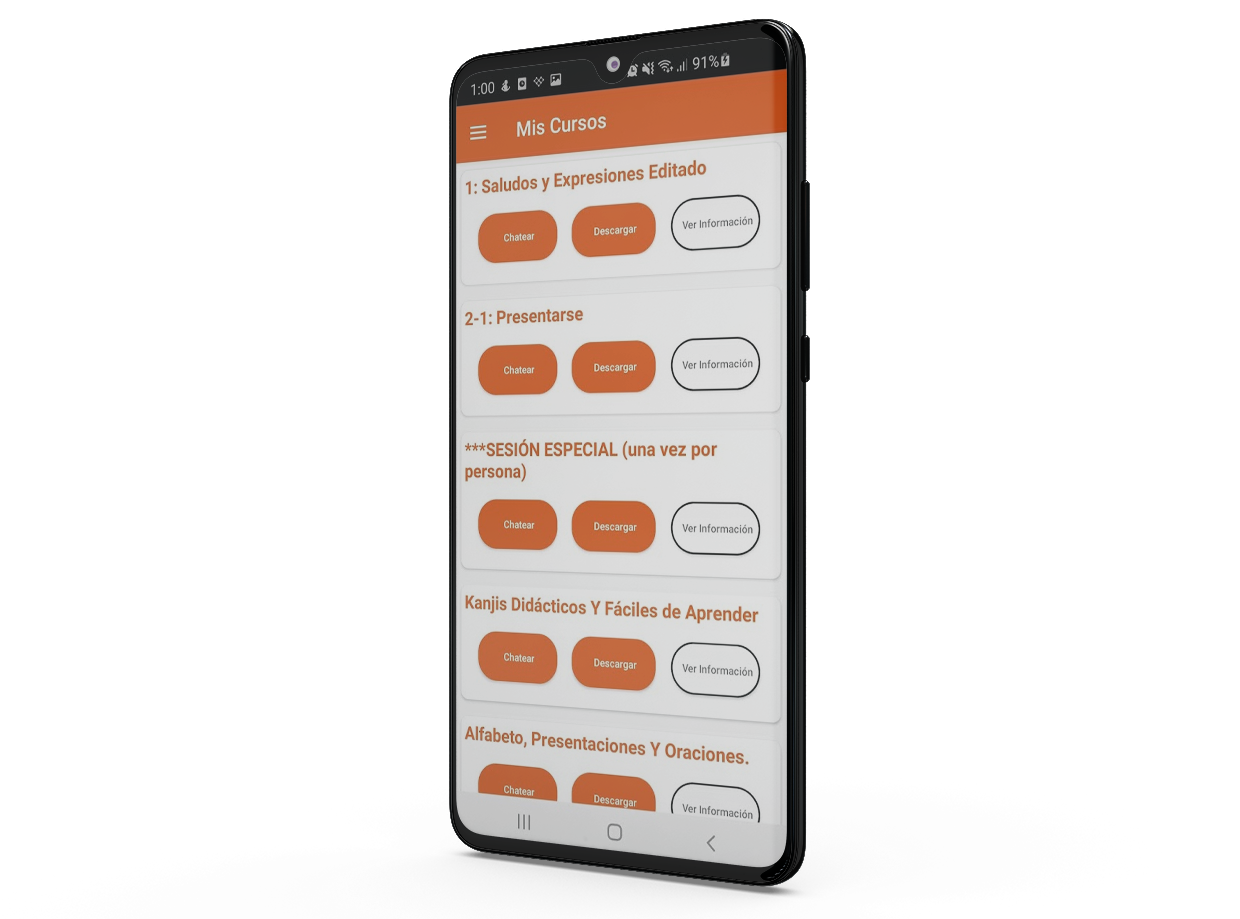 1:00 91%
Mis Cursos
1: Saludos y Expresiones Editado
Chatear Descargar Ver Información
2-1: Presentarse
Chatear Descargar Ver Información
***SESIÓN ESPECIAL (una vez por
persona)
Chatear Descargar Ver Información
Kanjis Didácticos Y Fáciles de Aprender
Chatear Descargar Ver Información
Alfabeto, Presentaciones Y Oraciones.
Chatear Descargar Ver Información